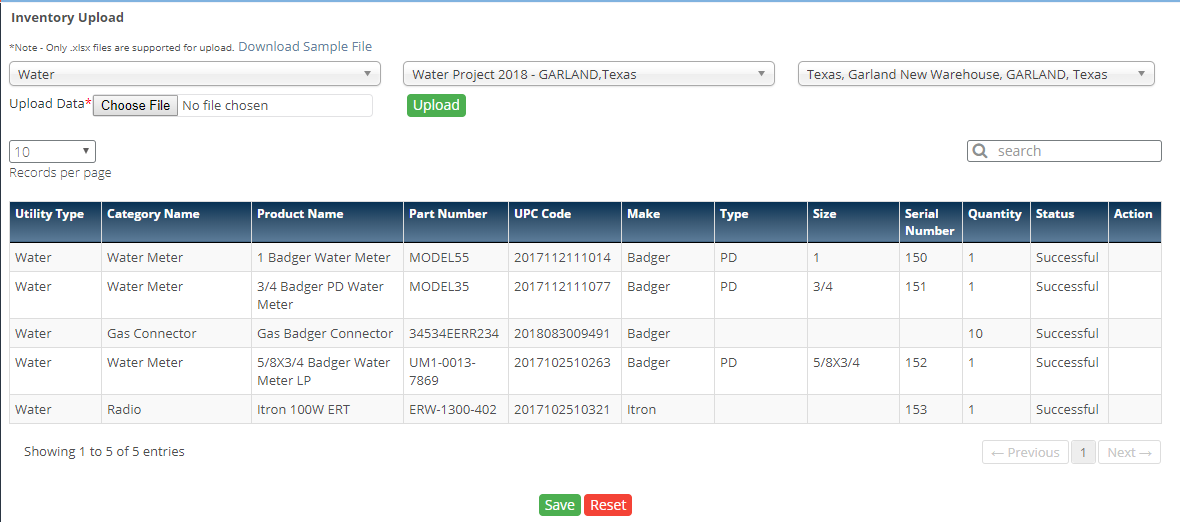 Inventory Upload
*Note - Only .xlsx files are supported for upload. Download Sample File
Water Water Project 2018 - GARLAND,Texas Texas, Garland New Warehouse, GARLAND, Texas
Upload Data* Choose File No file chosen Upload
10 search
Records per page
Utility Type Category Name Product Name Part Number UPC Code Make Type Size Serial Number Quantity Status Action
Water Water Meter 1 Badger Water Meter MODEL55 2017112111014 Badger PD 1 150 1 Successful
Water Water Meter 3/4 Badger PD Water Meter MODEL35 2017112111077 Badger PD 3/4 151 1 Successful
Water Gas Connector Gas Badger Connector 34534EERR234 2018083009491 Badger 10 Successful
Water Water Meter 5/8X3/4 Badger Water Meter LP UM1-0013-7869 2017102510263 Badger PD 5/8X3/4 152 1 Successful
Water Radio Itron 100W ERT ERW-1300-402 2017102510321 Itron 153 1 Successful
Showing 1 to 5 of 5 entries ← Previous 1 Next →
Save Reset